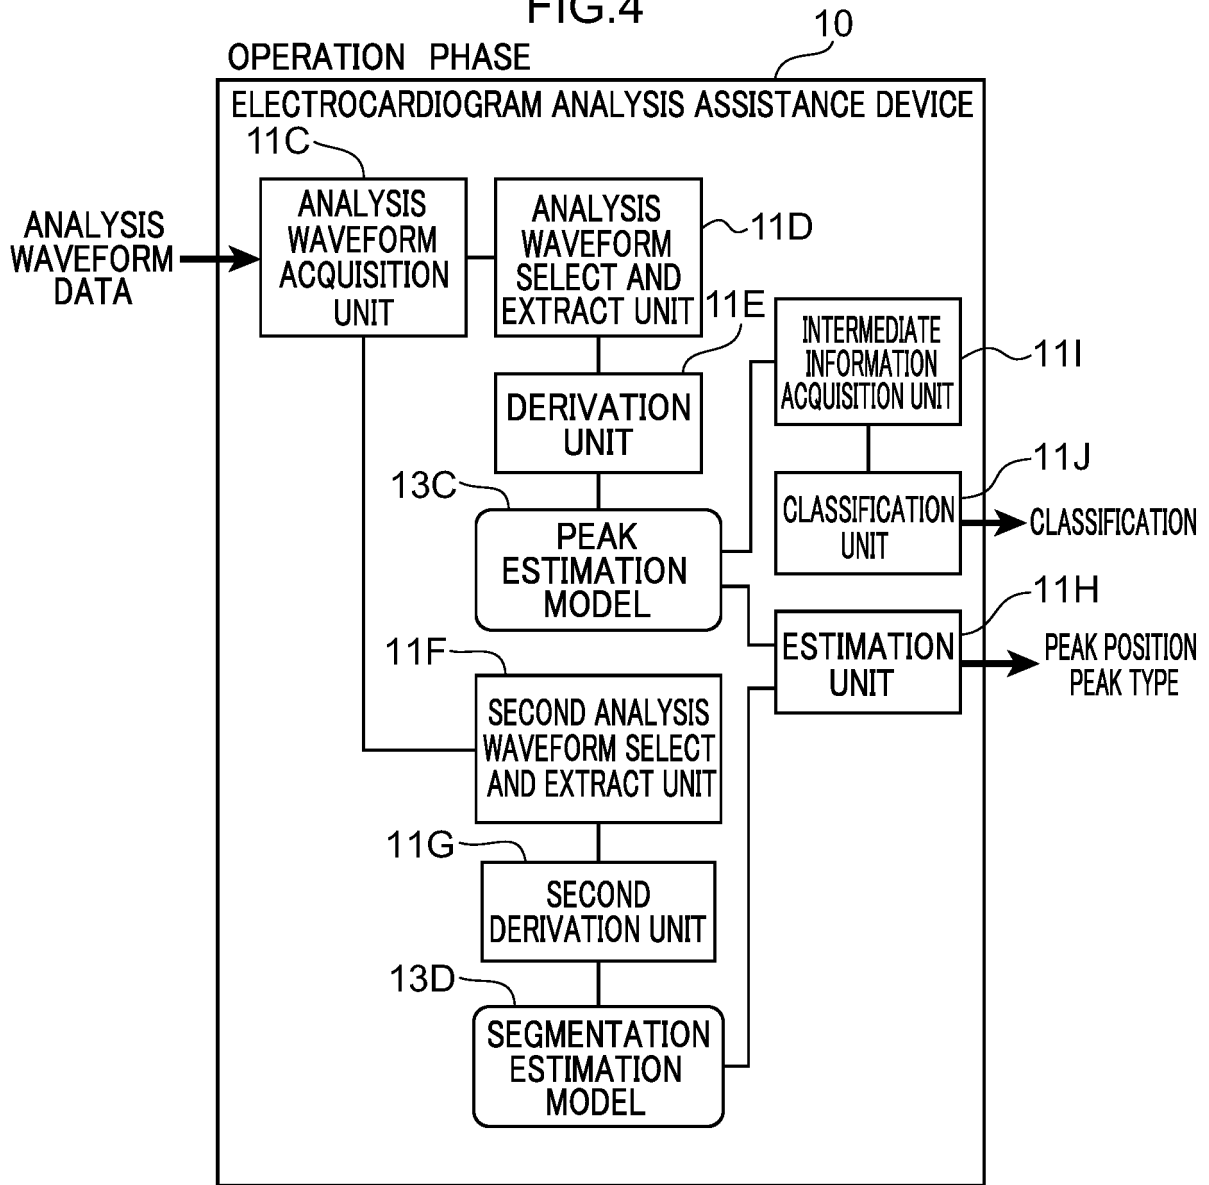 FIG.4
10
OPERATION PHASE
ELECTROCARDIOGRAM ANALYSIS ASSISTANCE DEVICE
11C
ANALYSIS
WAVEFORM
ACQUISITION
UNIT
ANALYSIS
WAVEFORM
DATA
ANALYSIS
WAVEFORM
SELECT AND
EXTRACT UNIT
11D
11E
DERIVATION
UNIT
INTERMEDIATE
INFORMATION
ACQUISITION UNIT
11I
13C
PEAK
ESTIMATION
MODEL
11J
CLASSIFICATION
UNIT
CLASSIFICATION
11H
ESTIMATION
UNIT
PEAK POSITION
PEAK TYPE
11F
SECOND ANALYSIS
WAVEFORM SELECT
AND EXTRACT UNIT
11G
SECOND
DERIVATION UNIT
13D
SEGMENTATION
ESTIMATION
MODEL